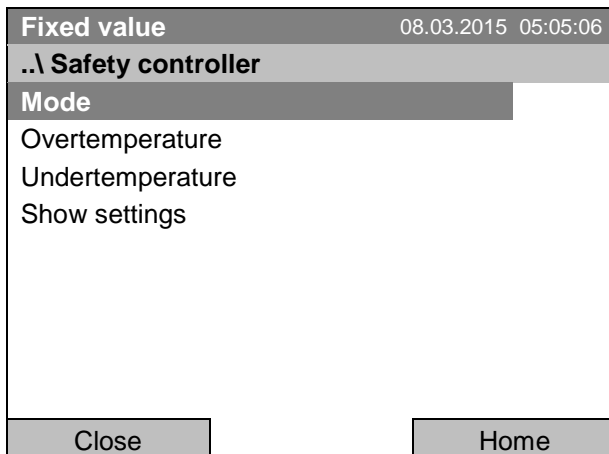 Fixed value 08.03.2015 05:05:06
..\ Safety controller
Mode
Overtemperature
Undertemperature
Show settings
Close Home